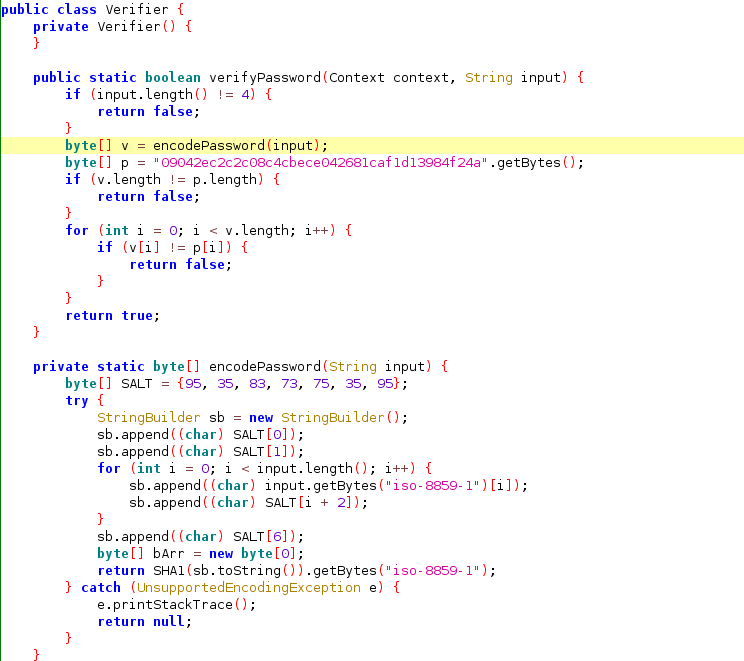 public class Verifier {
    private Verifier() {
    }

    public static boolean verifyPassword(Context context, String input) {
        if (input.length() != 4) {
            return false;
        }
        byte[] v = encodePassword(input);
        byte[] p = "09042ec2c2c08c4cbece042681caf1d13984f24a".getBytes();
        if (v.length != p.length) {
            return false;
        }
        for (int i = 0; i < v.length; i++) {
            if (v[i] != p[i]) {
                return false;
            }
        }
        return true;
    }

    private static byte[] encodePassword(String input) {
        byte[] SALT = {95, 35, 83, 73, 75, 35, 95};
        try {
            StringBuilder sb = new StringBuilder();
            sb.append((char) SALT[0]);
            sb.append((char) SALT[1]);
            for (int i = 0; i < input.length(); i++) {
                sb.append((char) input.getBytes("iso-8859-1")[i]);
                sb.append((char) SALT[i + 2]);
            }
            sb.append((char) SALT[6]);
            byte[] bArr = new byte[0];
            return SHA1(sb.toString()).getBytes("iso-8859-1");
        } catch (UnsupportedEncodingException e) {
            e.printStackTrace();
            return null;
        }
    }